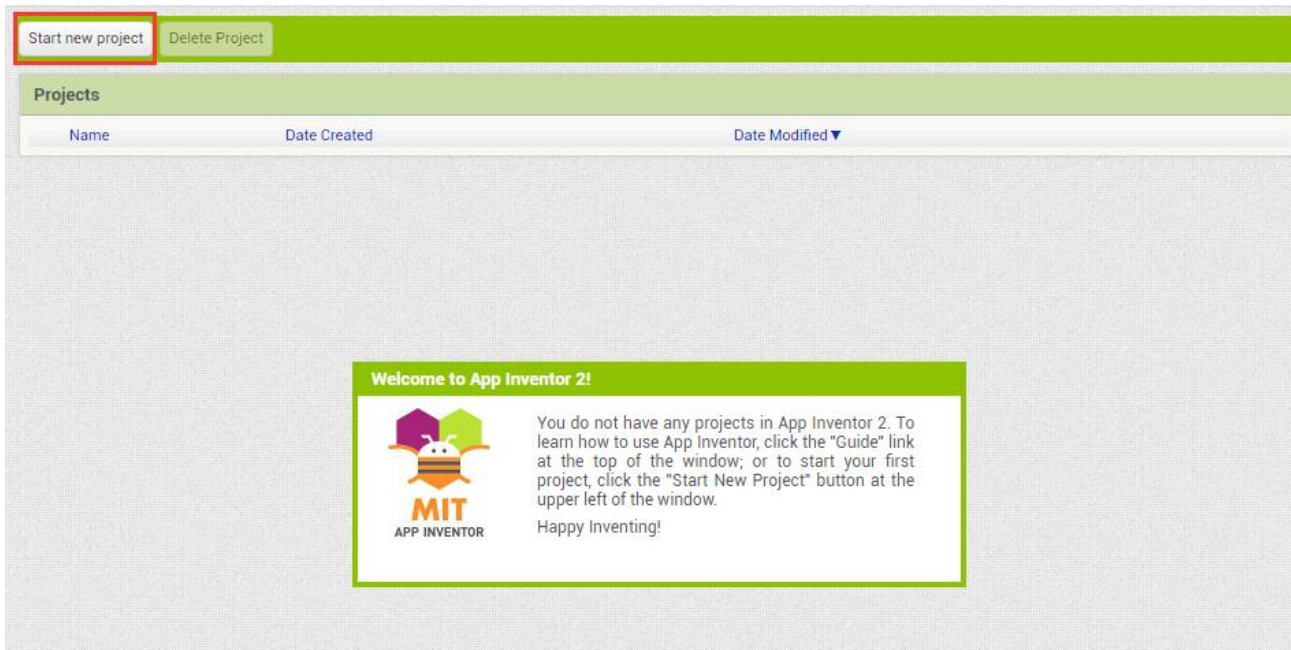 Start new project Delete Project
Projects
Name Date Created Date Modified ▼
Welcome to App Inventor 2!
You do not have any projects in App Inventor 2. To
learn how to use App Inventor, click the "Guide" link
at the top of the window; or to start your first
project, click the "Start New Project" button at the
upper left of the window.
Happy Inventing!
MIT
APP INVENTOR